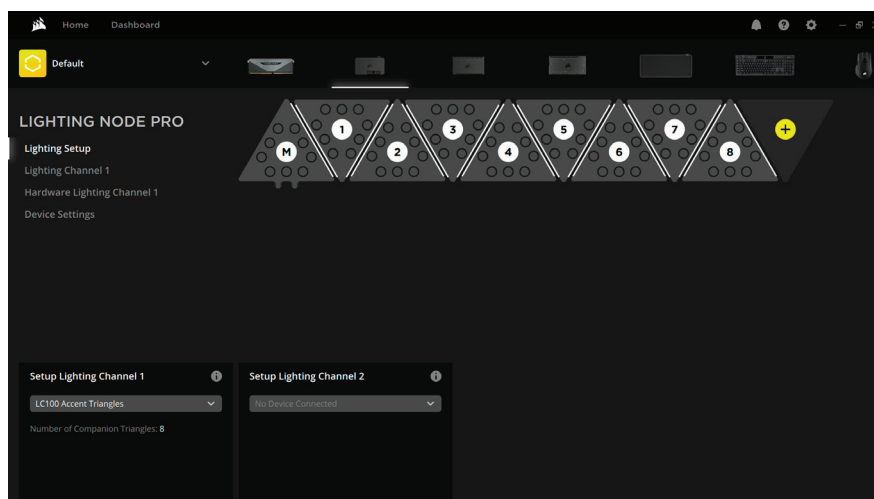 Home Dashboard
Default
LIGHTING NODE PRO
Lighting Setup
Lighting Channel 1
Hardware Lighting Channel 1
Device Settings
M 1 2 3 4 5 6 7 8
Setup Lighting Channel 1
LC100 Accent Triangles
Number of Companion Triangles: 8
Setup Lighting Channel 2
No Device Connected